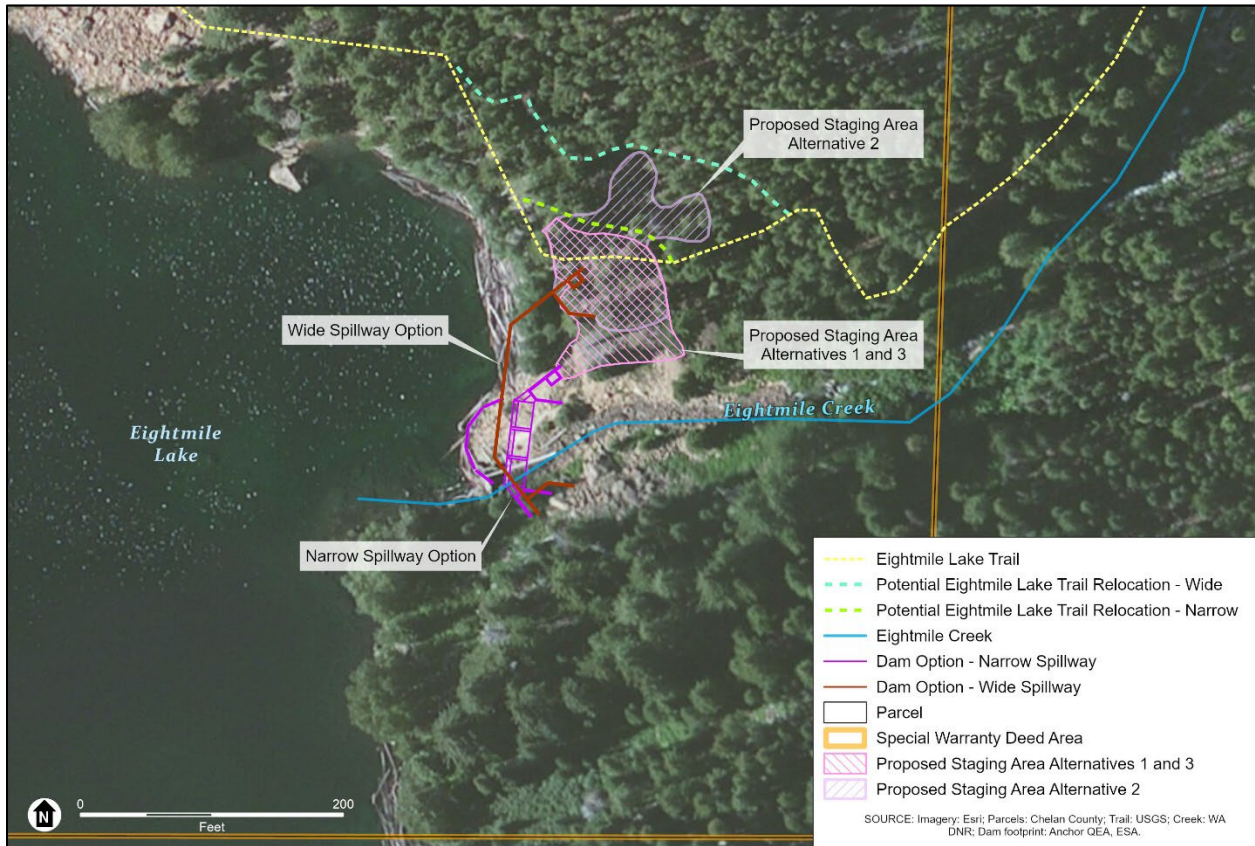 Proposed Staging Area
Alternative 2
Wide Spillway Option
Proposed Staging Area
Alternatives 1 and 3
Eightmile Creek
Eightmile
Lake
Narrow Spillway Option
Eightmile Lake Trail
Potential Eightmile Lake Trail Relocation - Wide
Potential Eightmile Lake Trail Relocation - Narrow
Eightmile Creek
Dam Option - Narrow Spillway
Dam Option - Wide Spillway
Parcel
Special Warranty Deed Area
Proposed Staging Area Alternatives 1 and 3
Proposed Staging Area Alternative 2
SOURCE: Imagery: Esri; Parcels: Chelan County; Trail: USGS; Creek: WA
DNR; Dam footprint: Anchor QEA, ESA.
N
0 200
Feet